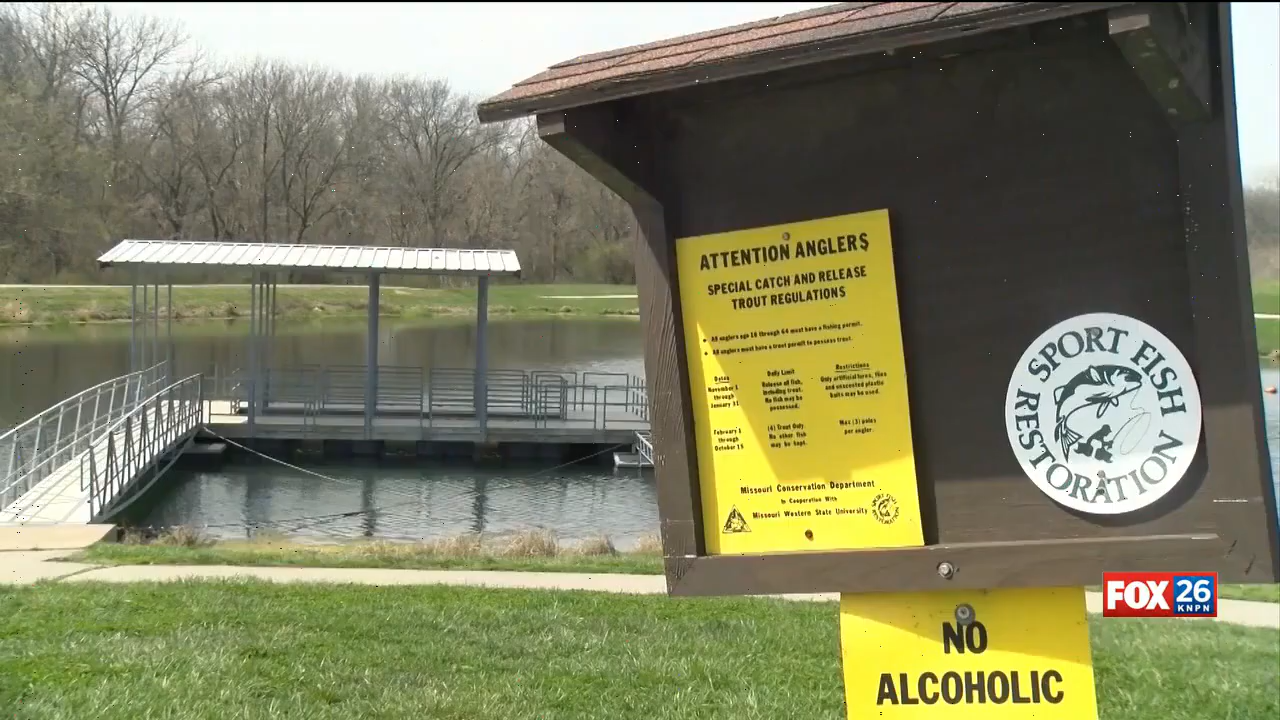 ATTENTION ANGLERS
SPECIAL CATCH AND RELEASE
TROUT REGULATIONS
All anglers age 16 through 64 must have a fishing permit.
All anglers must have a trout permit to possess trout.
Dates
November 1
through
January 31
Daily Limit
Release all fish,
including trout.
No fish may be
possessed.
Restrictions
Only artificial lures, flies
and unscented plastic
baits may be used.
February 1
through
October 15
(4) Trout Only
No other fish
may be kept.
Max (3) poles
per angler.
Missouri Conservation Department
In Cooperation With
Missouri Western State University
SPORT FISH
RESTORATION
SPORT FISH
RESTORATION
FOX 26
KNPN
NO
ALCOHOLIC